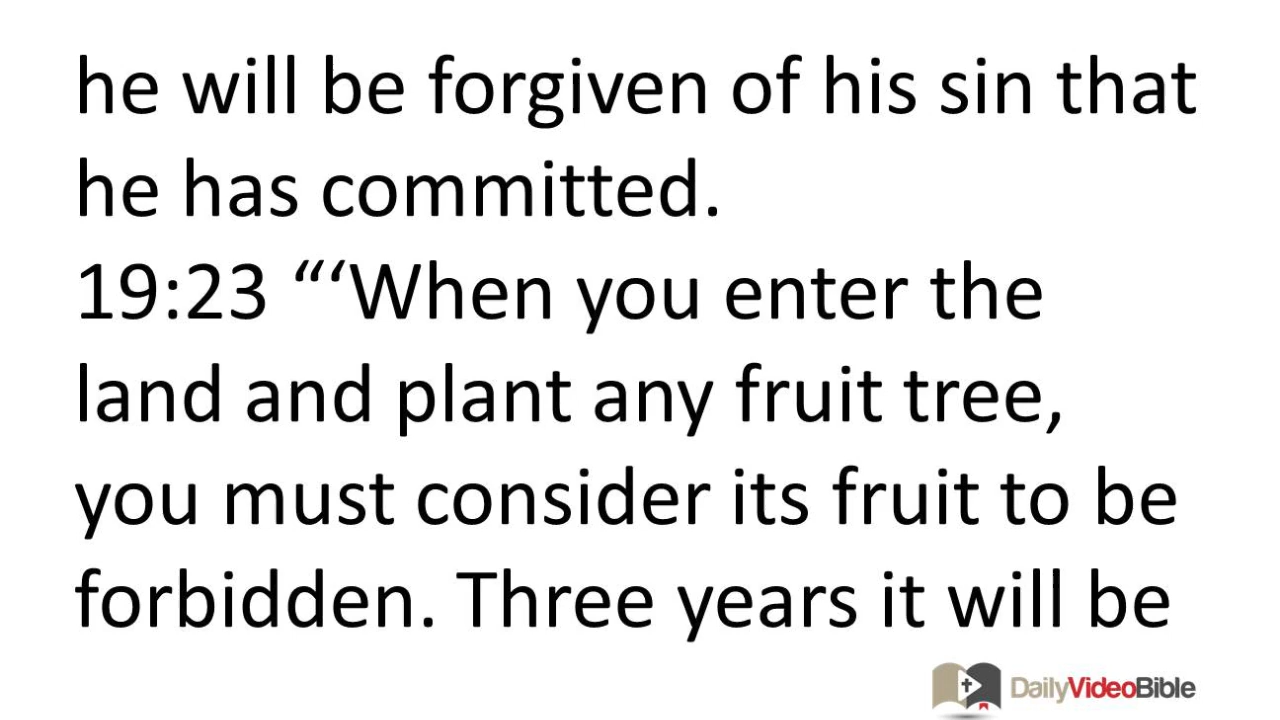 he will be forgiven of his sin that
he has committed.
19:23 “‘When you enter the
land and plant any fruit tree,
you must consider its fruit to be
forbidden. Three years it will be
DailyVideoBible